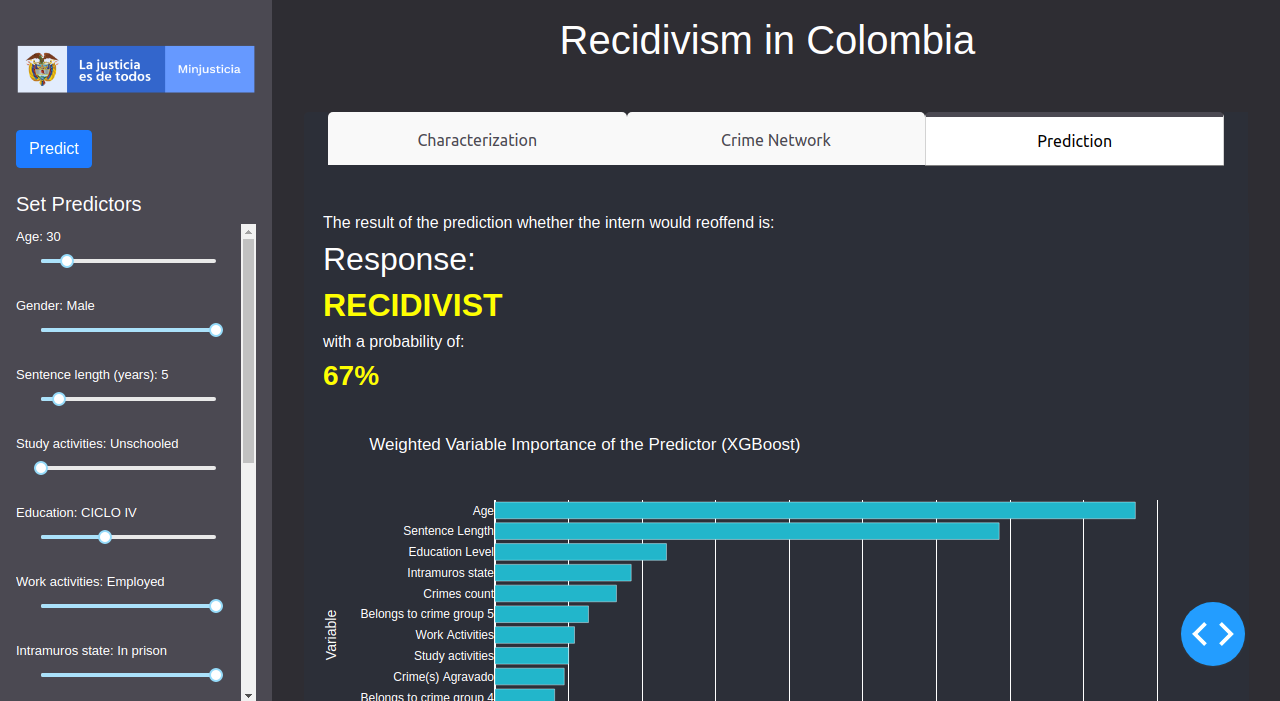 Recidivism in Colombia
La justicia
es de todos
Minjusticia
Predict
Set Predictors
Age: 30
Gender: Male
Sentence length (years): 5
Study activities: Unschooled
Education: CICLO IV
Work activities: Employed
Intramuros state: In prison
Characterization
Crime Network
Prediction
The result of the prediction whether the intern would reoffend is:
Response:
RECIDIVIST
with a probability of:
67%
Weighted Variable Importance of the Predictor (XGBoost)
Variable
Age
Sentence Length
Education Level
Intramuros state
Crimes count
Belongs to crime group 5
Work Activities
Study activities
Crime(s) Agravado
Belongs to crime group 4